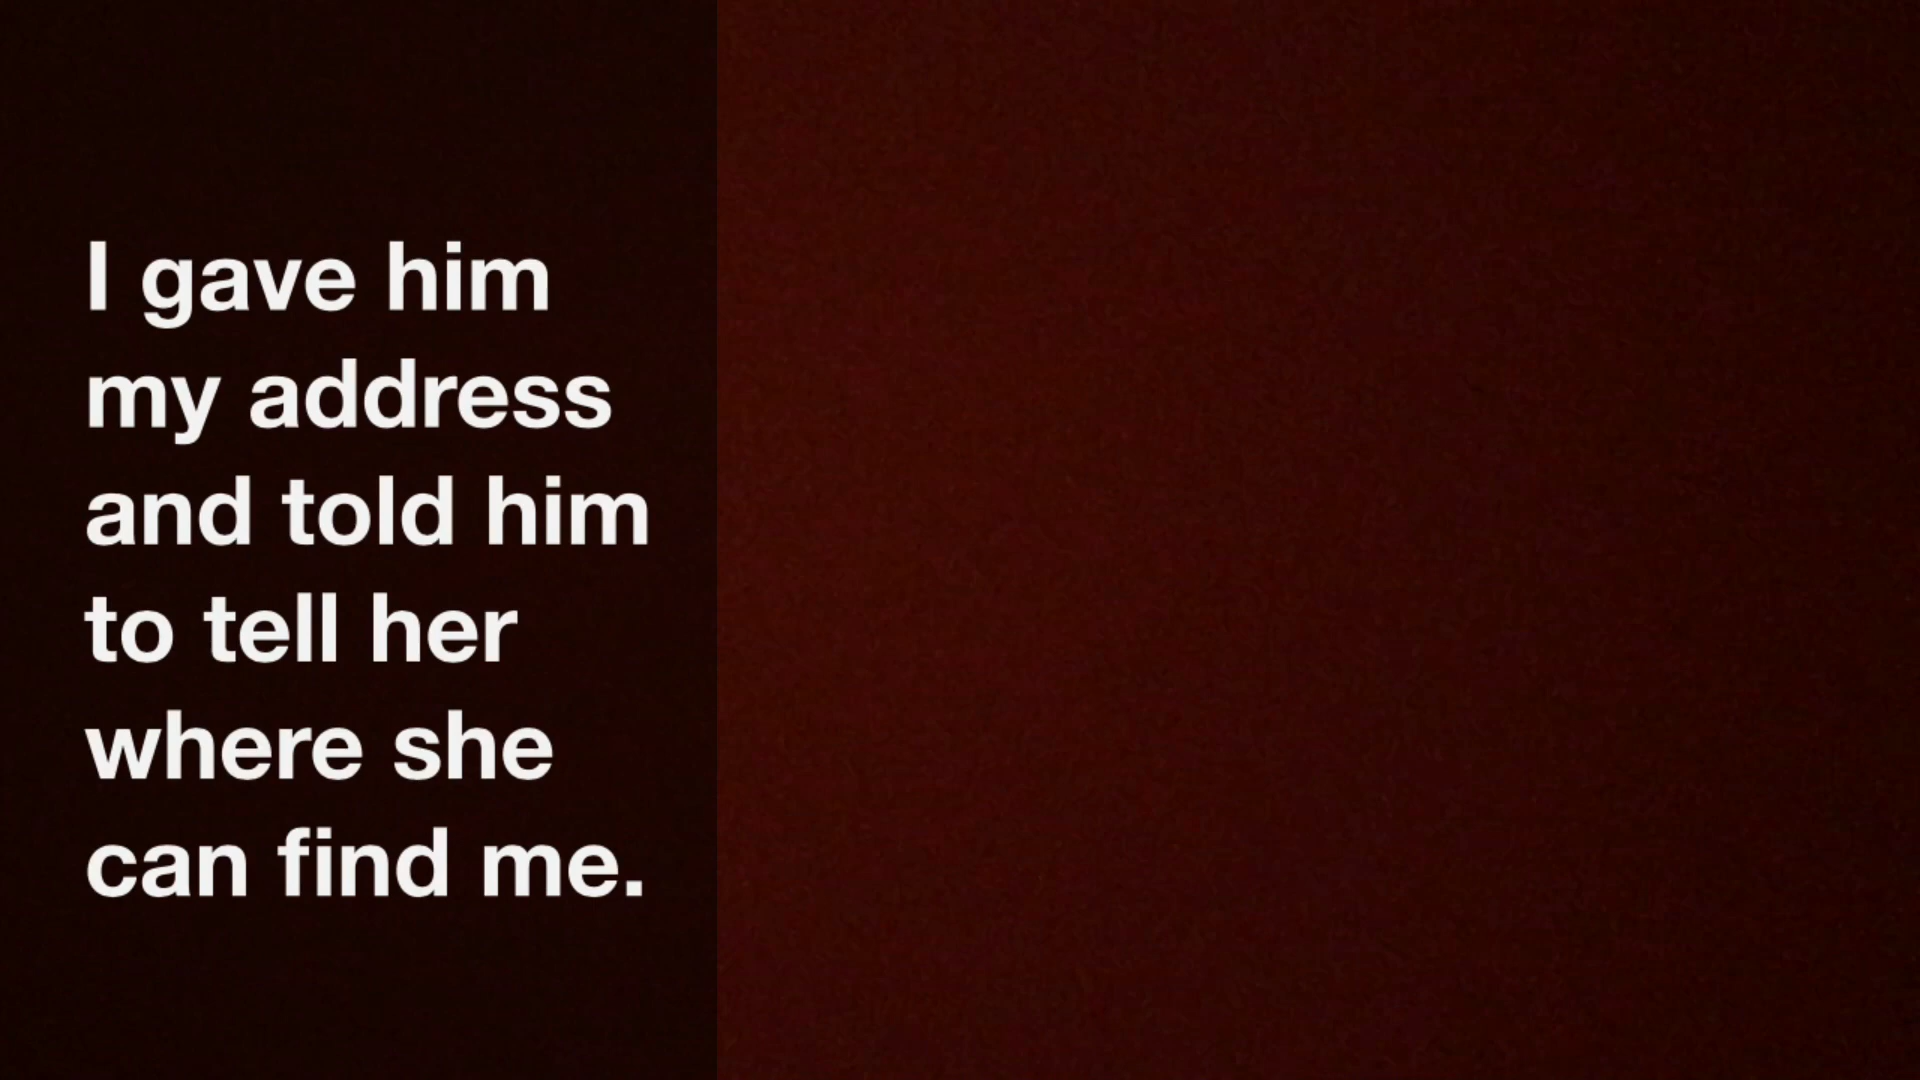 I gave him
my address
and told him
to tell her
where she
can find me.